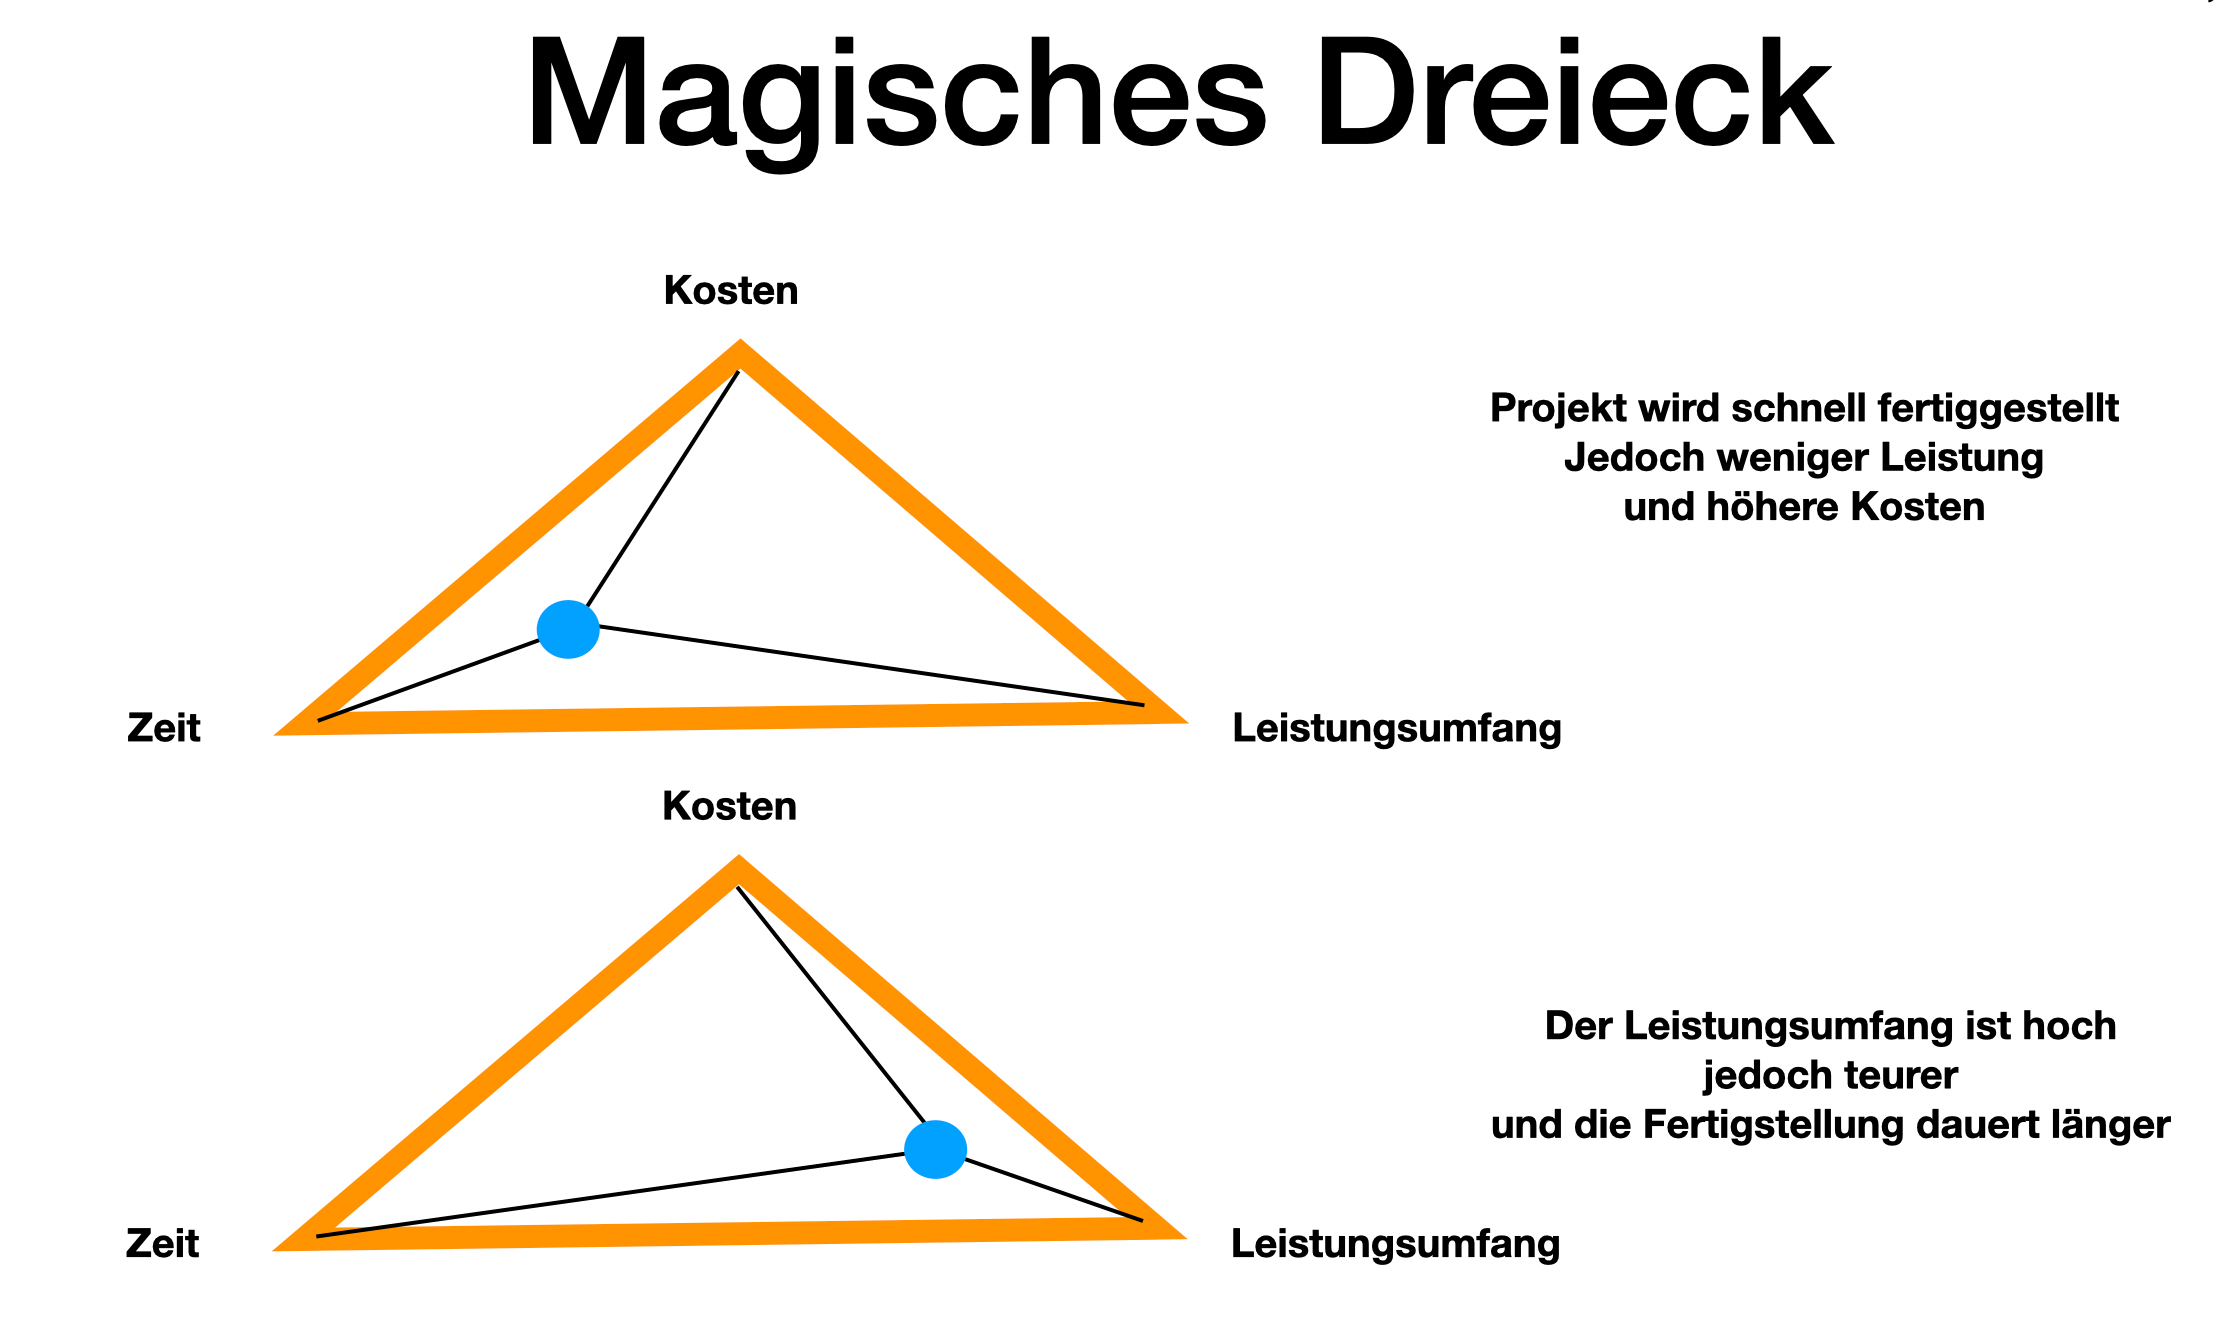 Magisches Dreieck
Kosten
Projekt wird schnell fertiggestellt
Jedoch weniger Leistung
und höhere Kosten
Zeit
Leistungsumfang
Kosten
Der Leistungsumfang ist hoch
jedoch teurer
und die Fertigstellung dauert länger
Zeit
Leistungsumfang